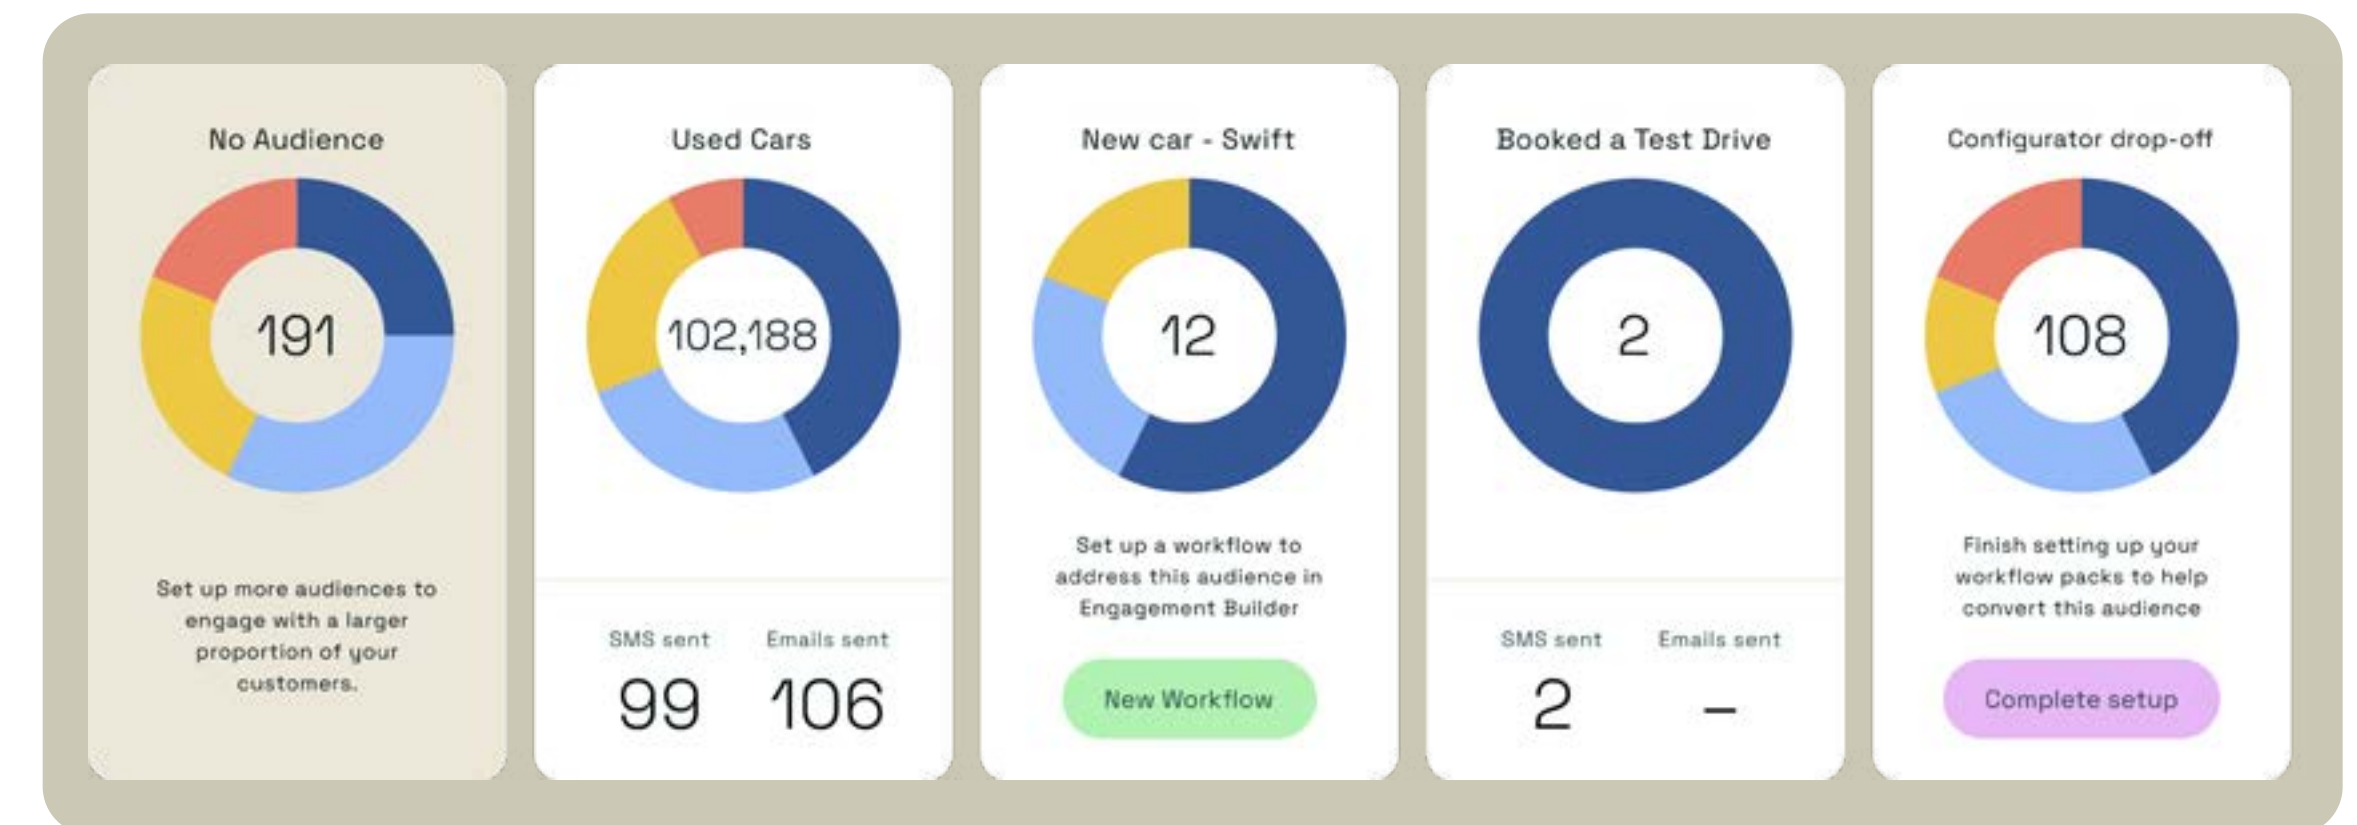 No Audience
191
Set up more audiences to
engage with a larger
proportion of your
customers.
Used Cars
102,188
SMS sent
Emails sent
99
106
New car - Swift
12
Set up a workflow to
address this audience in
Engagement Builder
New Workflow
Booked a Test Drive
2
SMS sent
Emails sent
2
–
Configurator drop-off
108
Finish setting up your
workflow packs to help
convert this audience
Complete setup